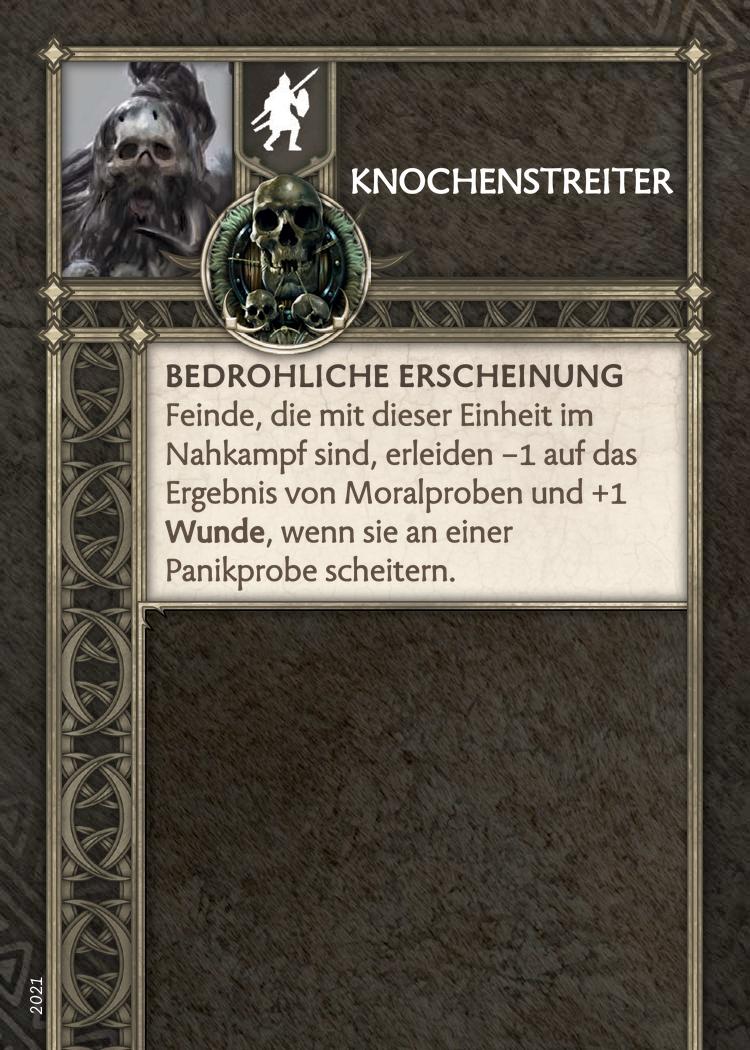 KNOCHENSTREITER
BEDROHLICHE ERSCHEINUNG
Feinde, die mit dieser Einheit im
Nahkampf sind, erleiden −1 auf das
Ergebnis von Moralproben und +1
Wunde, wenn sie an einer
Panikprobe scheitern.
2021